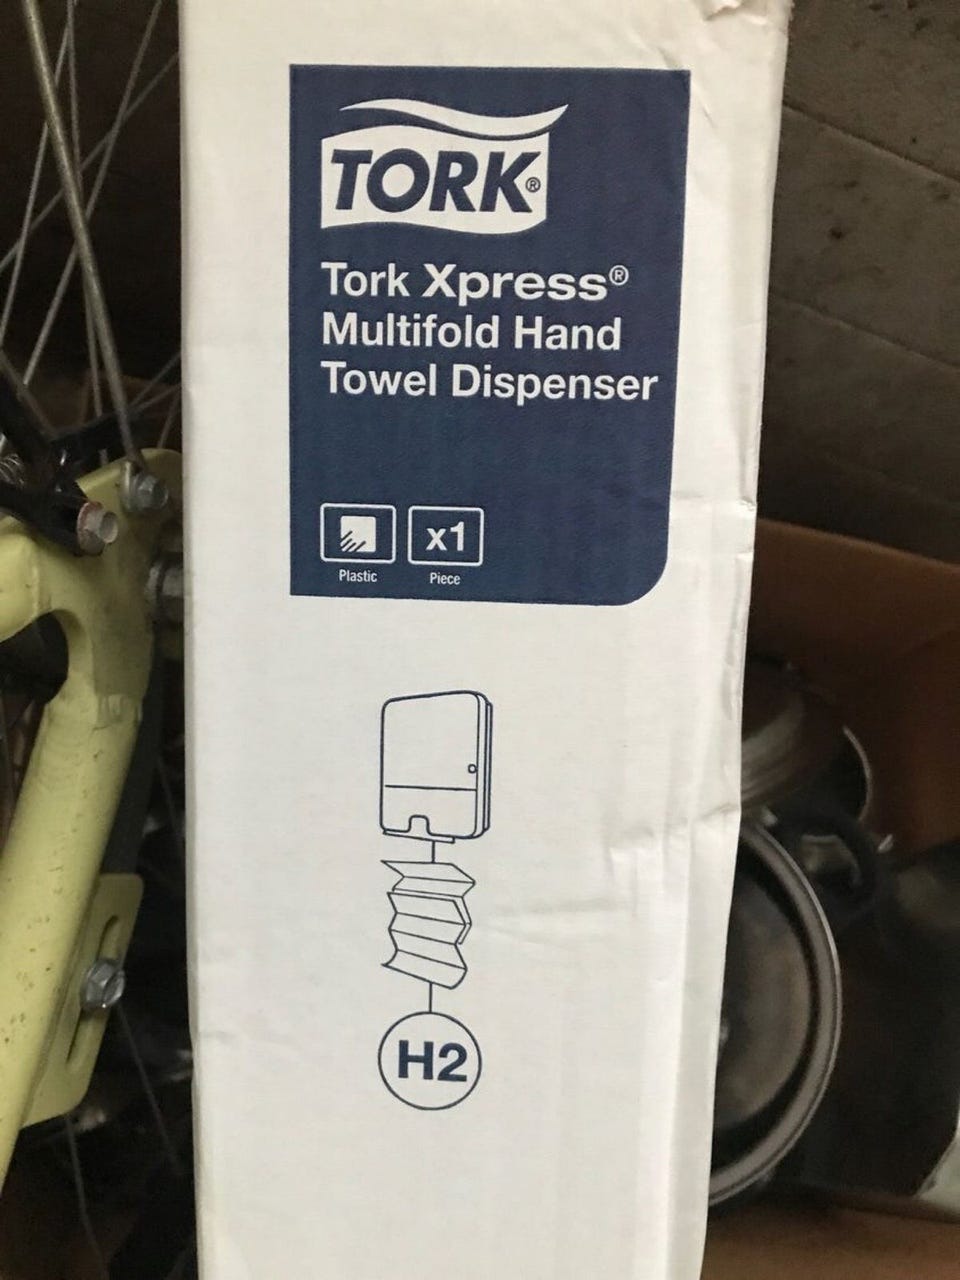 TORK®
Tork Xpress®
Multifold Hand
Towel Dispenser
x1
Plastic
Piece
H2